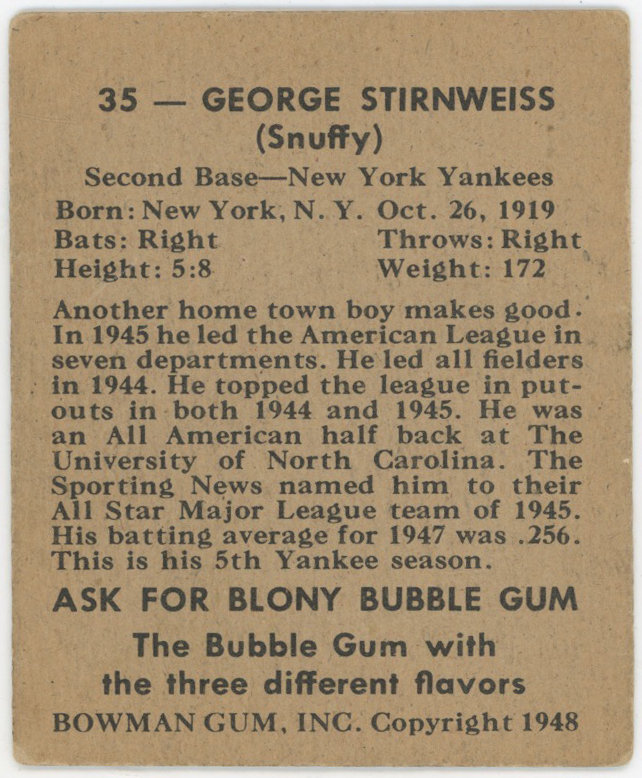 35 — GEORGE STIRNWEISS
(Snuffy)
Second Base—New York Yankees
Born: New York, N. Y. Oct. 26, 1919
Bats: Right Throws: Right
Height: 5:8 Weight: 172
Another home town boy makes good.
In 1945 he led the American League in
seven departments. He led all fielders
in 1944. He topped the league in put-
outs in both 1944 and 1945. He was
an All American half back at The
University of North Carolina. The
Sporting News named him to their
All Star Major League team of 1945.
His batting average for 1947 was .256.
This is his 5th Yankee season.
ASK FOR BLONY BUBBLE GUM
The Bubble Gum with
the three different flavors
BOWMAN GUM, INC. Copyright 1948